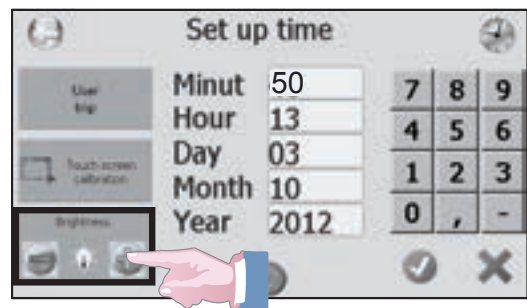 Set up time
User
trip
Touch screen
calibration
Brightness
Minut 50
Hour 13
Day 03
Month 10
Year 2012
7 8 9
4 5 6
1 2 3
0 , -